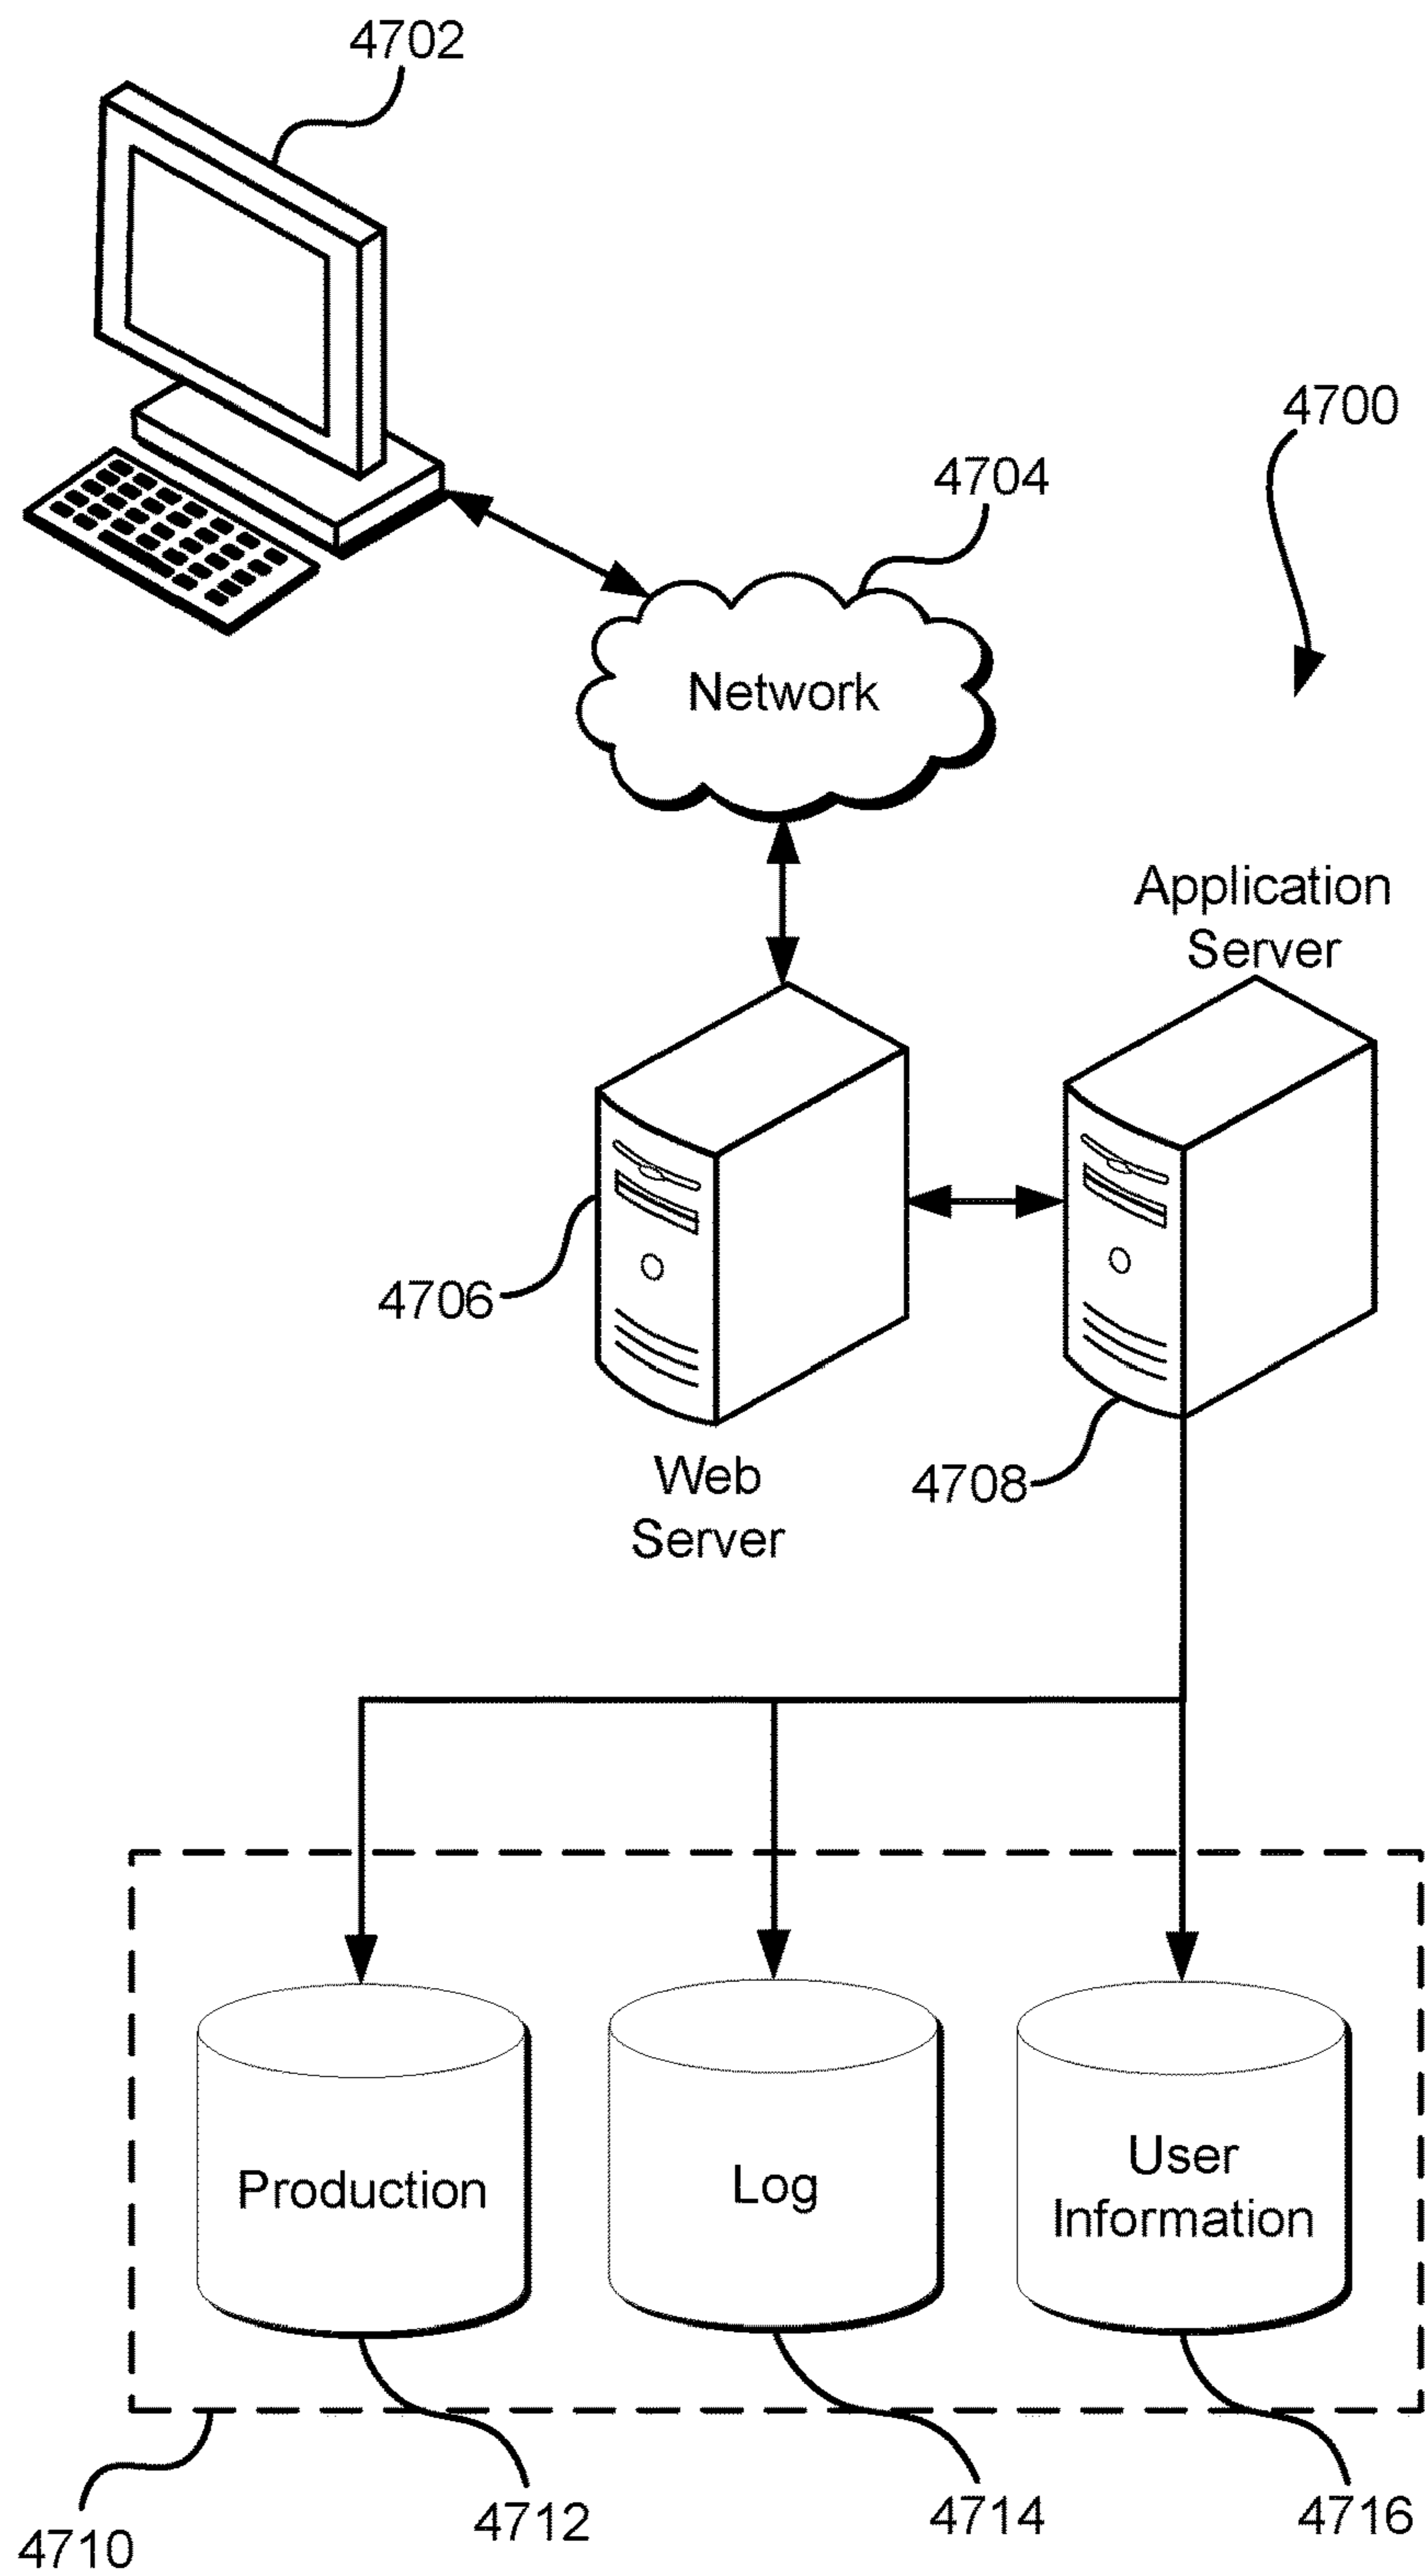 4702
4700
4704
Network
Application
Server
4706
4708
Web
Server
Production
Log
User
Information
4710
4712
4714
4716